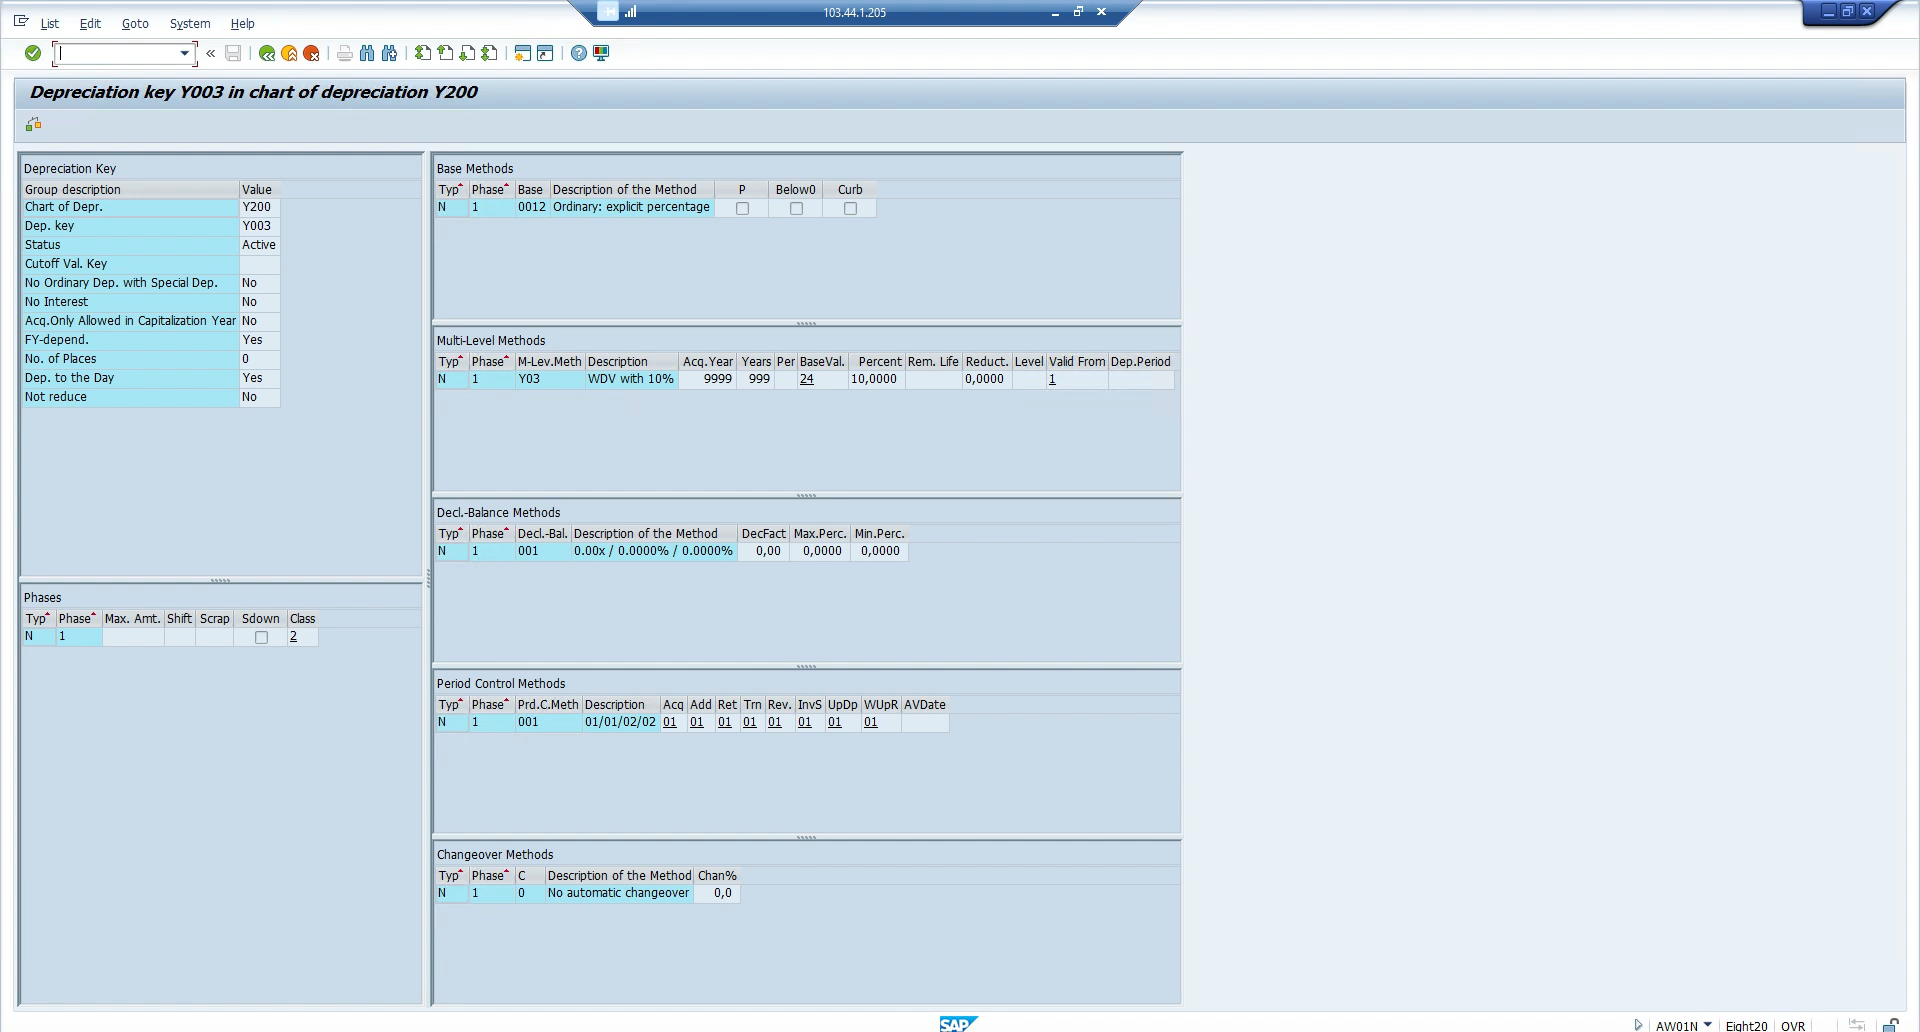 103.44.1.205
List Edit Goto System Help
Depreciation key Y003 in chart of depreciation Y200
Depreciation Key
Group description Value
Chart of Depr. Y200
Dep. key Y003
Status Active
Cutoff Val. Key
No Ordinary Dep. with Special Dep. No
No Interest No
Acq.Only Allowed in Capitalization Year No
FY-depend. Yes
No. of Places 0
Dep. to the Day Yes
Not reduce No
Phases
Typ Phase Max. Amt. Shift Scrap Sdown Class
N 1 2
Base Methods
Typ Phase Base Description of the Method P Below0 Curb
N 1 0012 Ordinary: explicit percentage
Multi-Level Methods
Typ Phase M-Lev.Meth Description Acq.Year Years Per BaseVal. Percent Rem. Life Reduct. Level Valid From Dep.Period
N 1 Y03 WDV with 10% 9999 999 24 10,0000 0,0000 1
Decl.-Balance Methods
Typ Phase Decl.-Bal. Description of the Method DecFact Max.Perc. Min.Perc.
N 1 001 0.00x / 0.0000% / 0.0000% 0,00 0,0000 0,0000
Period Control Methods
Typ Phase Prd.C.Meth Description Acq Add Ret Trn Rev. InvS UpDp WUpR AVDate
N 1 001 01/01/02/02 01 01 01 01 01 01 01 01
Changeover Methods
Typ Phase C Description of the Method Chan%
N 1 0 No automatic changeover 0,0
SAP
AW01N Eight20 OVR